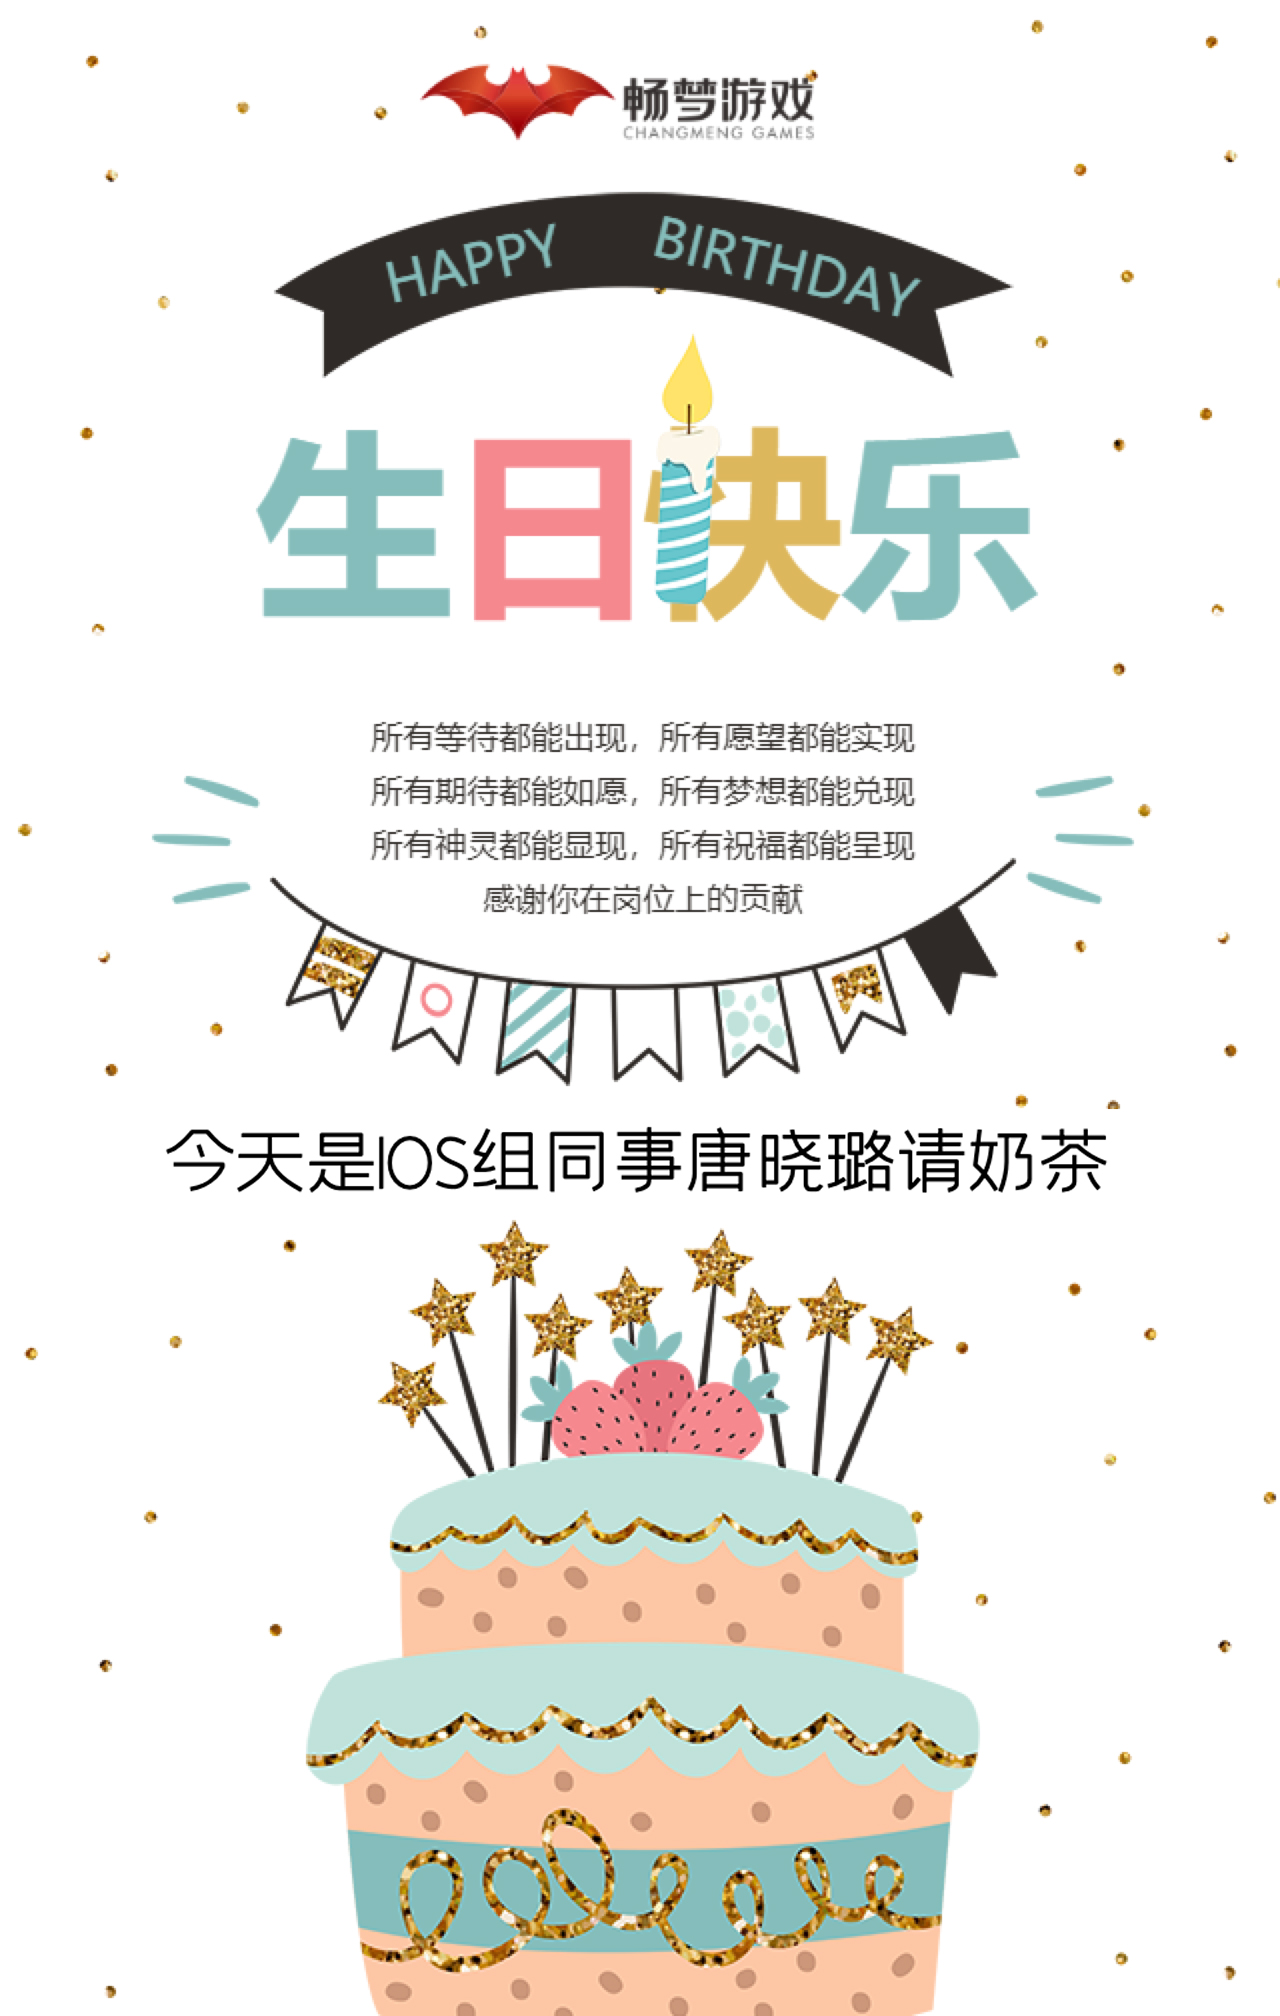 畅梦游戏
CHANGMENG GAMES
HAPPY BIRTHDAY
生日快乐
所有等待都能出现，所有愿望都能实现
所有期待都能如愿，所有梦想都能兑现
所有神灵都能显现，所有祝福都能呈现
感谢你在岗位上的贡献
今天是IOS组同事唐晓璐请奶茶